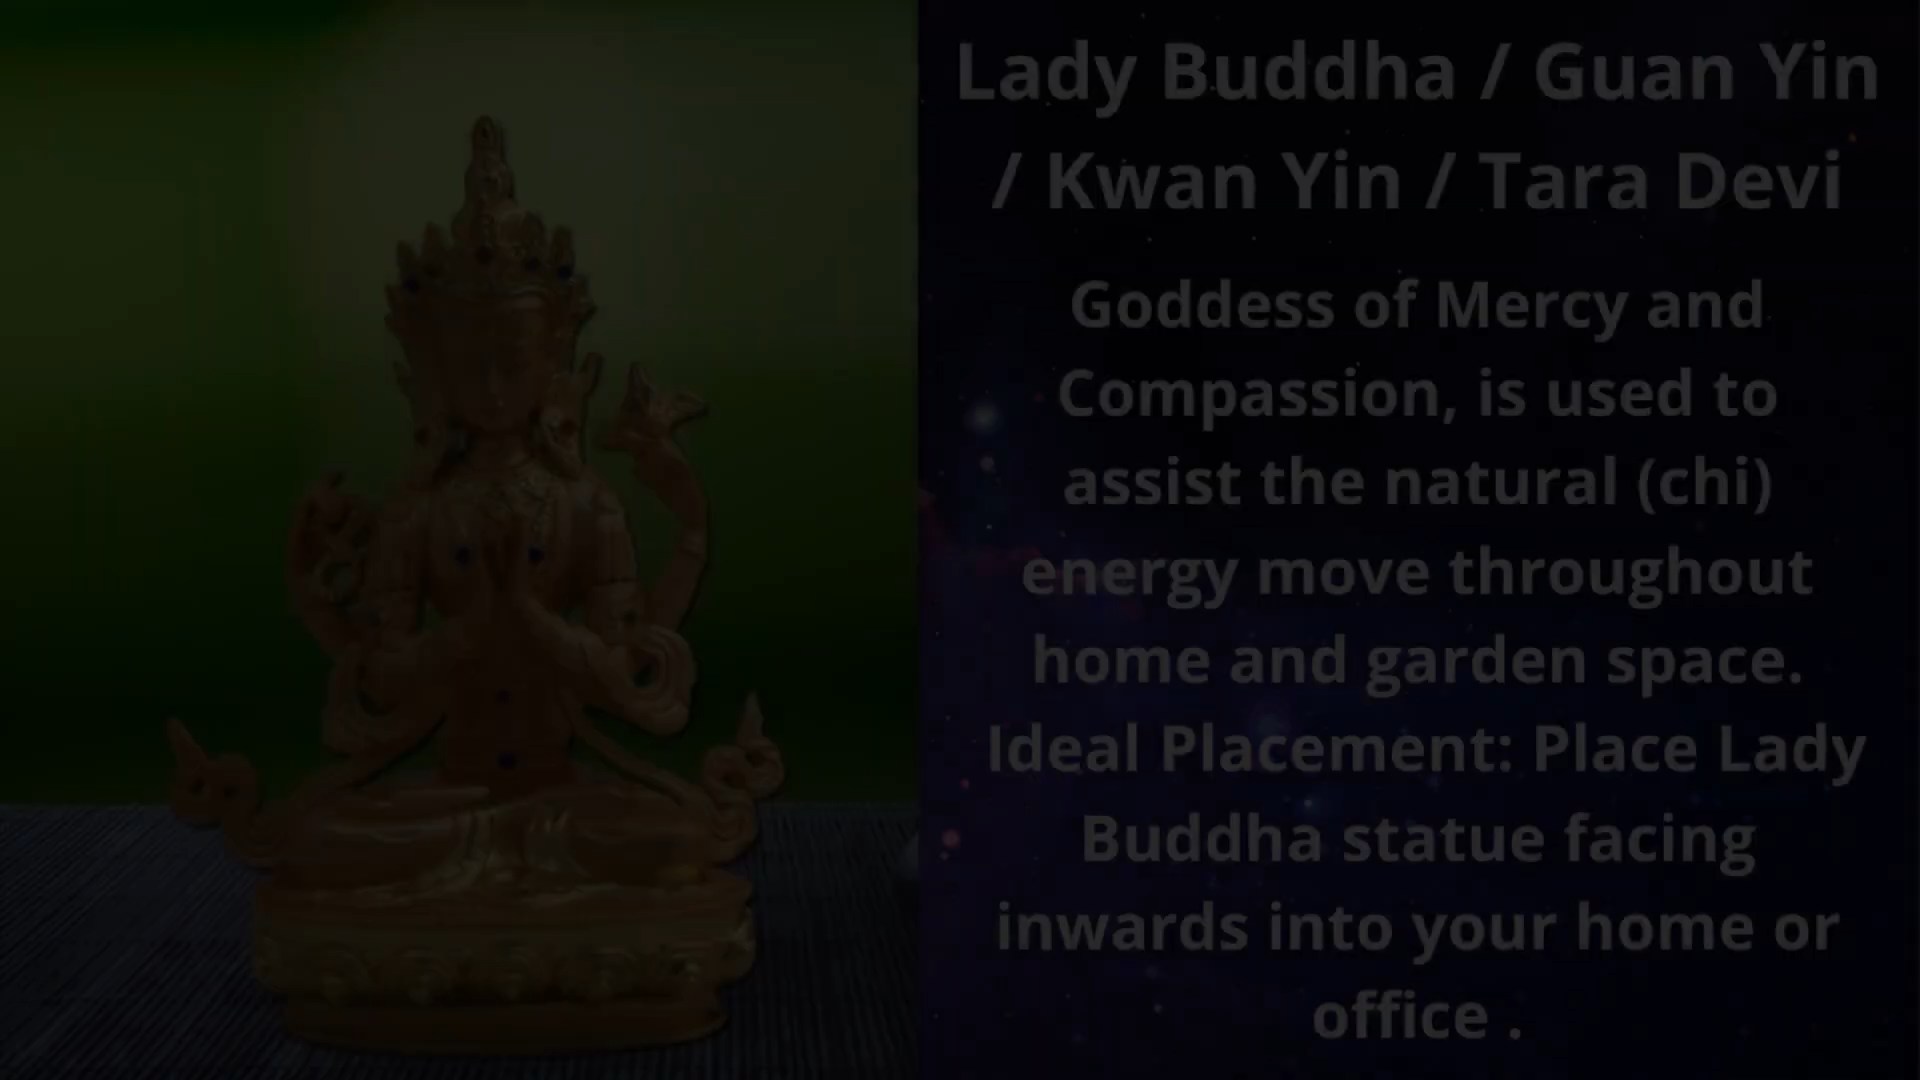 Lady Buddha / Guan Yin
/ Kwan Yin / Tara Devi
Goddess of Mercy and
Compassion, is used to
assist the natural (chi)
energy move throughout
home and garden space.
Ideal Placement: Place Lady
Buddha statue facing
inwards into your home or
office .